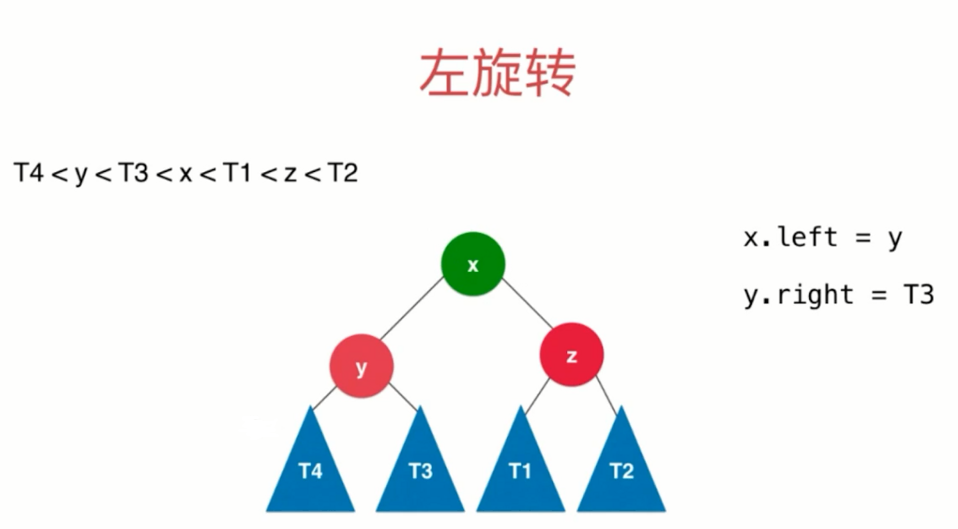 左旋转
T4 < y < T3 < x < T1 < z < T2
x.left = y
y.right = T3
x
y
z
T4
T3
T1
T2